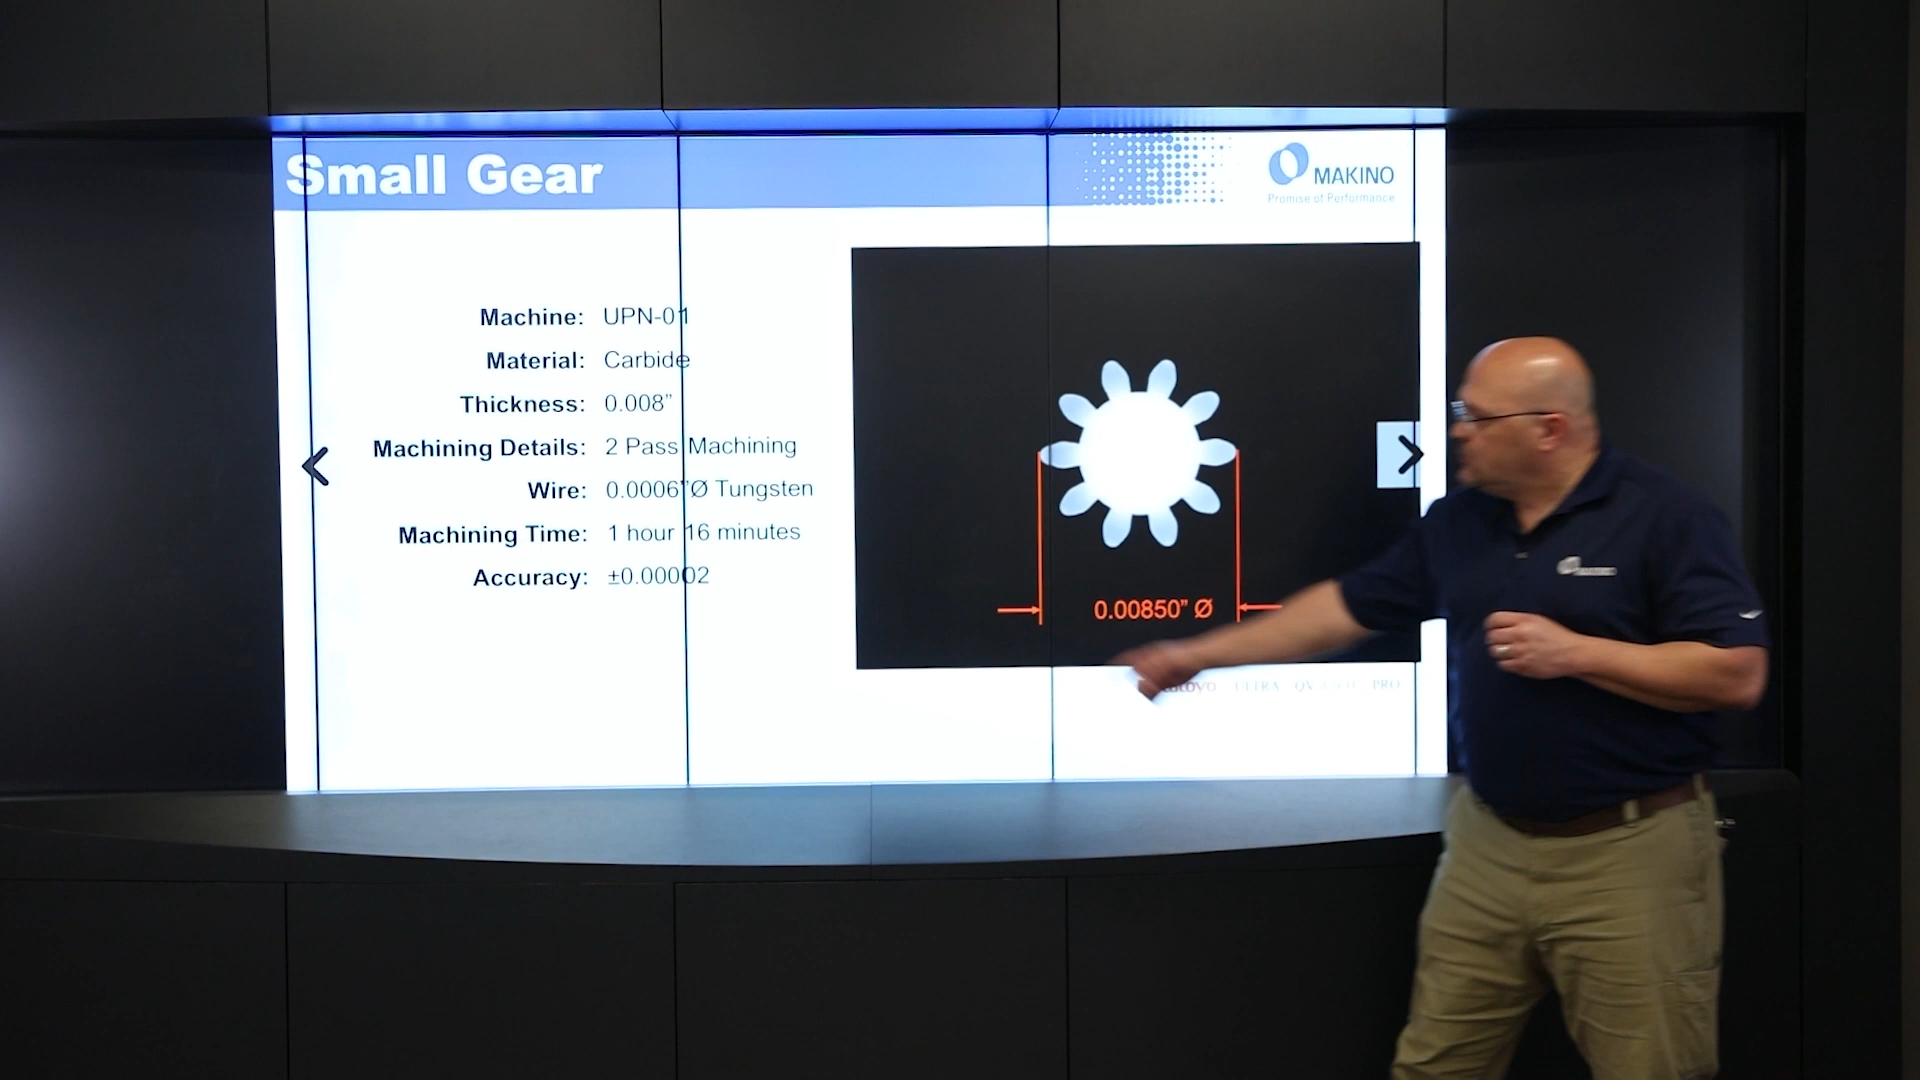 Small Gear
MAKINO
Promise of Performance
Machine: UPN-01
Material: Carbide
Thickness: 0.008”
Machining Details: 2 Pass Machining
Wire: 0.0006”Ø Tungsten
Machining Time: 1 hour 16 minutes
Accuracy: ±0.00002
0.00850” Ø
ULTRA PRO